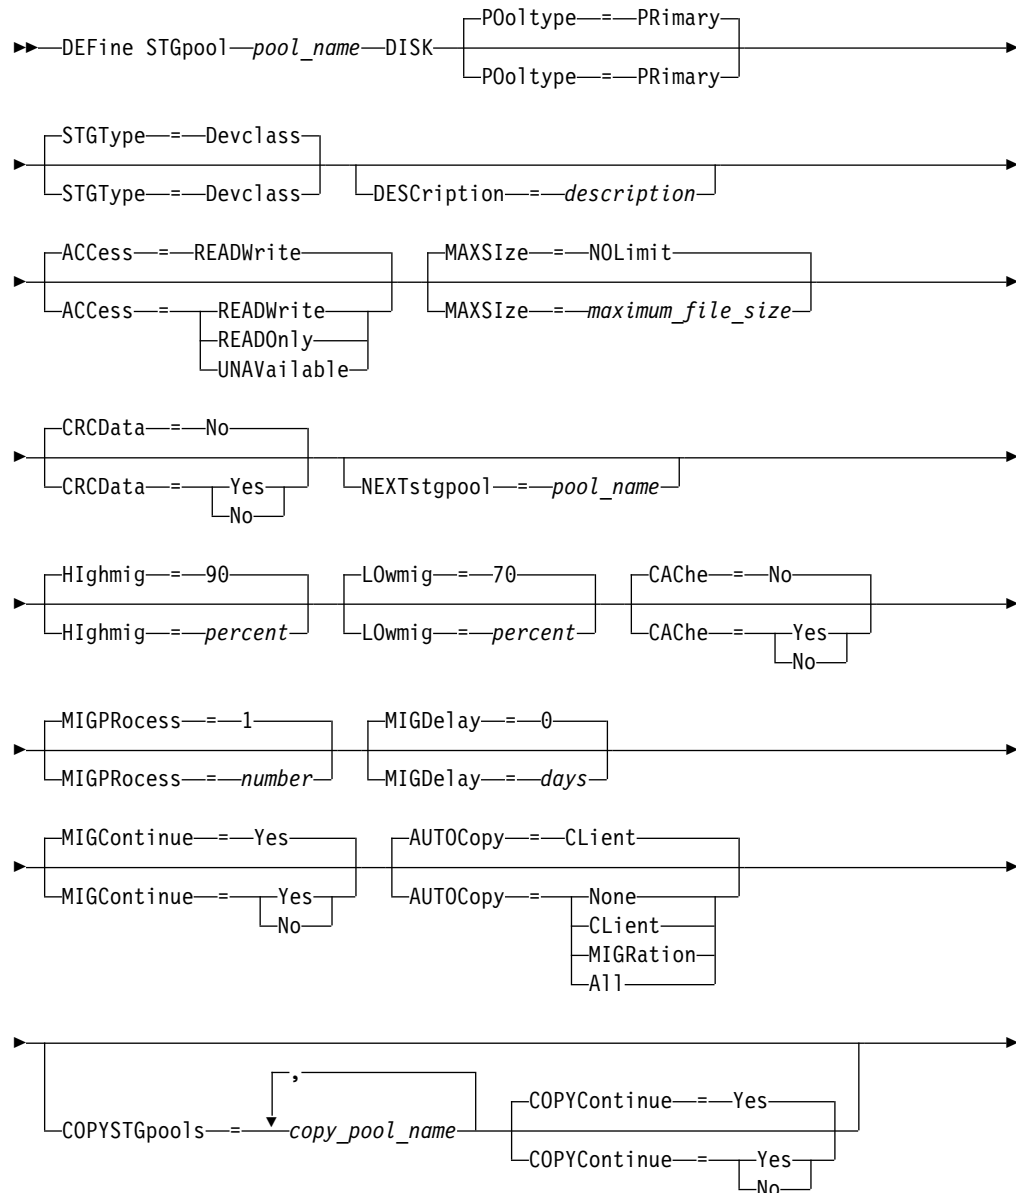 POoltype = PRimary
DEFine STGpool pool_name DISK
POoltype = PRimary
STGType = Devclass
STGType = Devclass
DESCription = description
ACCess = READWrite
ACCess = READWrite
READOnly
UNAVailable
MAXSIze = NOLimit
MAXSIze = maximum_file_size
CRCData = No
CRCData = Yes
No
NEXTstgpool = pool_name
HIghmig = 90
HIghmig = percent
LOwmig = 70
LOwmig = percent
CAChe = No
CAChe = Yes
No
MIGPRocess = 1
MIGPRocess = number
MIGDelay = 0
MIGDelay = days
MIGContinue = Yes
MIGContinue = Yes
No
AUTOCopy = CLient
AUTOCopy = None
CLient
MIGRation
All
,
COPYSTGpools = copy_pool_name
COPYContinue = Yes
COPYContinue = Yes
No